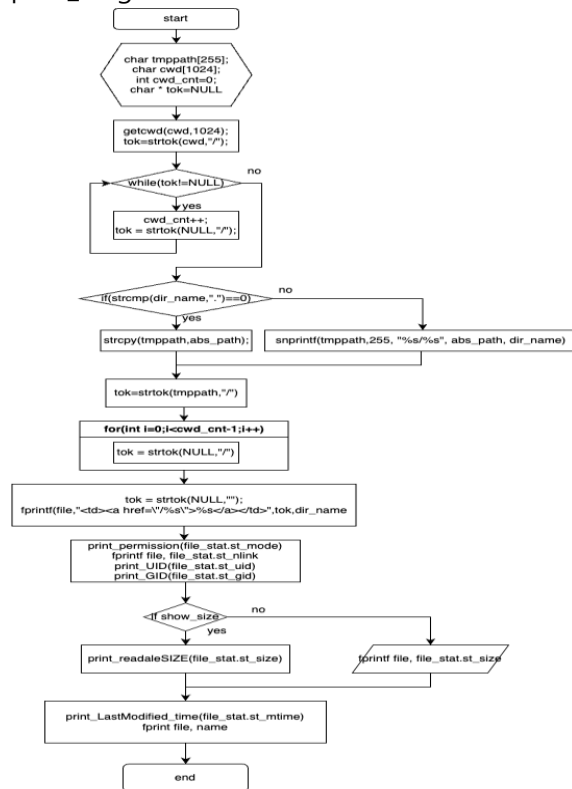 start
char tmppath[255];
char cwd[1024];
int cwd_cnt=0;
char * tok=NULL
getcwd(cwd,1024);
tok=strtok(cwd,"/");
while(tok!=NULL)
no
yes
cwd_cnt++;
tok = strtok(NULL,"/");
if(strcmp(dir_name,".")==0)
no
yes
strcpy(tmppath,abs_path);
snprintf(tmppath,255, "%s/%s", abs_path, dir_name)
tok=strtok(tmppath,"/")
for(int i=0;i<cwd_cnt-1;i++)
tok = strtok(NULL,"/")
tok = strtok(NULL,"");
fprintf(file,"<td><a href=\"/%s\">%s</a></td>",tok,dir_name
print_permission(file_stat.st_mode)
fprintf file, file_stat.st_nlink
print_UID(file_stat.st_uid)
print_GID(file_stat.st_gid)
if show_size
no
yes
print_readaleSIZE(file_stat.st_size)
fprintf file, file_stat.st_size
print_LastModified_time(file_stat.st_mtime)
fprint file, name
end